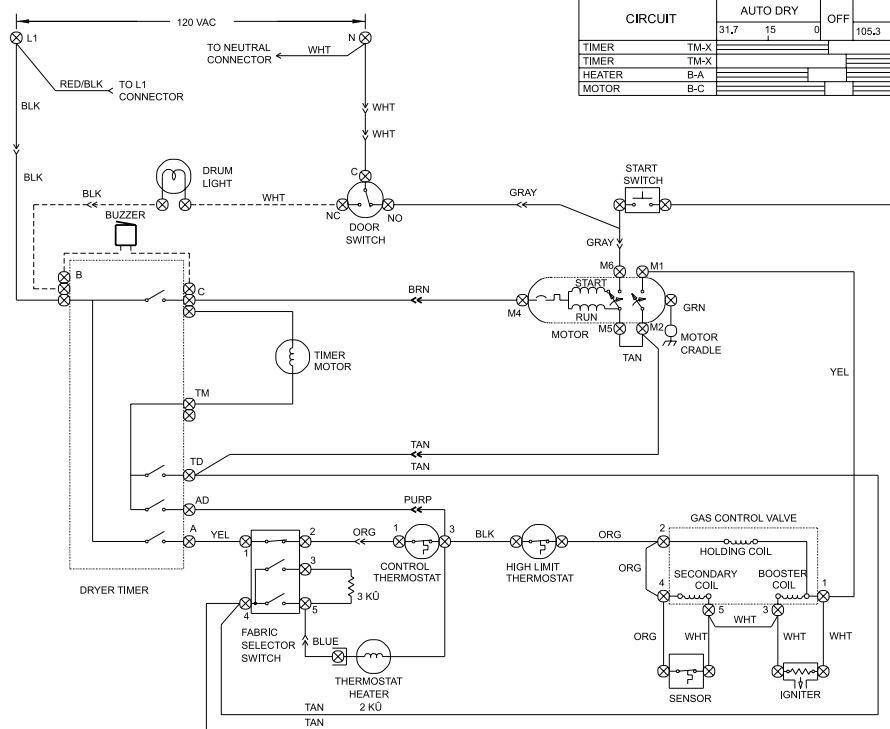 120 VAC
CIRCUIT
AUTO DRY
OFF
31.7 15 0
105.3
TIMER TM-X
TIMER TM-X
HEATER B-A
MOTOR B-C
L1
N
TO NEUTRAL
CONNECTOR
WHT
RED/BLK
TO L1
CONNECTOR
BLK
WHT
WHT
BLK
DRUM
LIGHT
C
START
SWITCH
BLK
WHT
GRAY
BUZZER
NC
NO
DOOR
SWITCH
GRAY
B
M6
M1
START
C
BRN
GRN
M4
RUN
M5
M2
MOTOR
MOTOR
CRADLE
TAN
TIMER
MOTOR
YEL
TM
TAN
TD
TAN
AD
PURP
A
YEL
2
ORG
1
3
BLK
ORG
2
GAS CONTROL VALVE
1
HOLDING COIL
CONTROL
THERMOSTAT
HIGH LIMIT
THERMOSTAT
ORG
3
SECONDARY
COIL
BOOSTER
COIL
DRYER TIMER
3 KÛ
4
1
4
5
5
3
WHT
FABRIC
SELECTOR
SWITCH
BLUE
ORG
WHT
WHT
WHT
THERMOSTAT
HEATER
2 KÛ
SENSOR
IGNITER
TAN
TAN